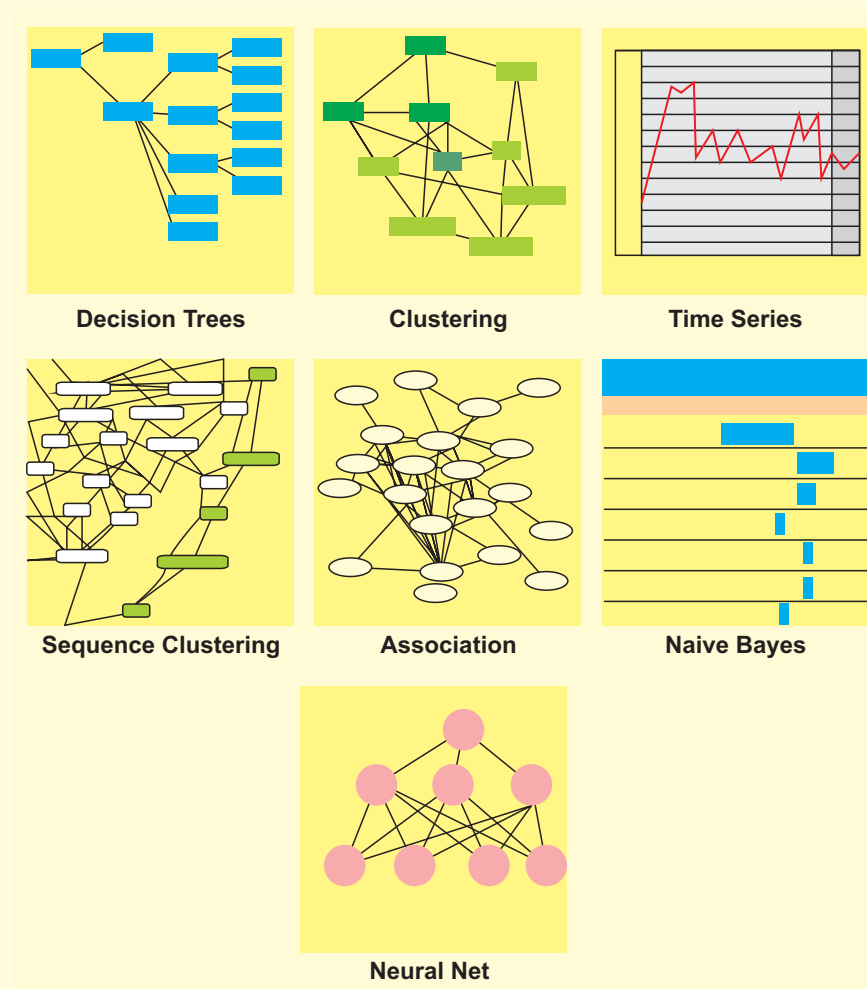 Decision Trees
Clustering
Time Series
Sequence Clustering
Association
Naive Bayes
Neural Net